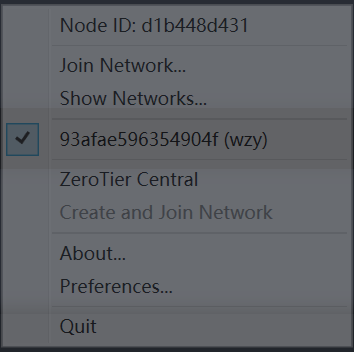 Node ID: d1b448d431
Join Network...
Show Networks...
93afae596354904f (wzy)
ZeroTier Central
Create and Join Network
About...
Preferences...
Quit